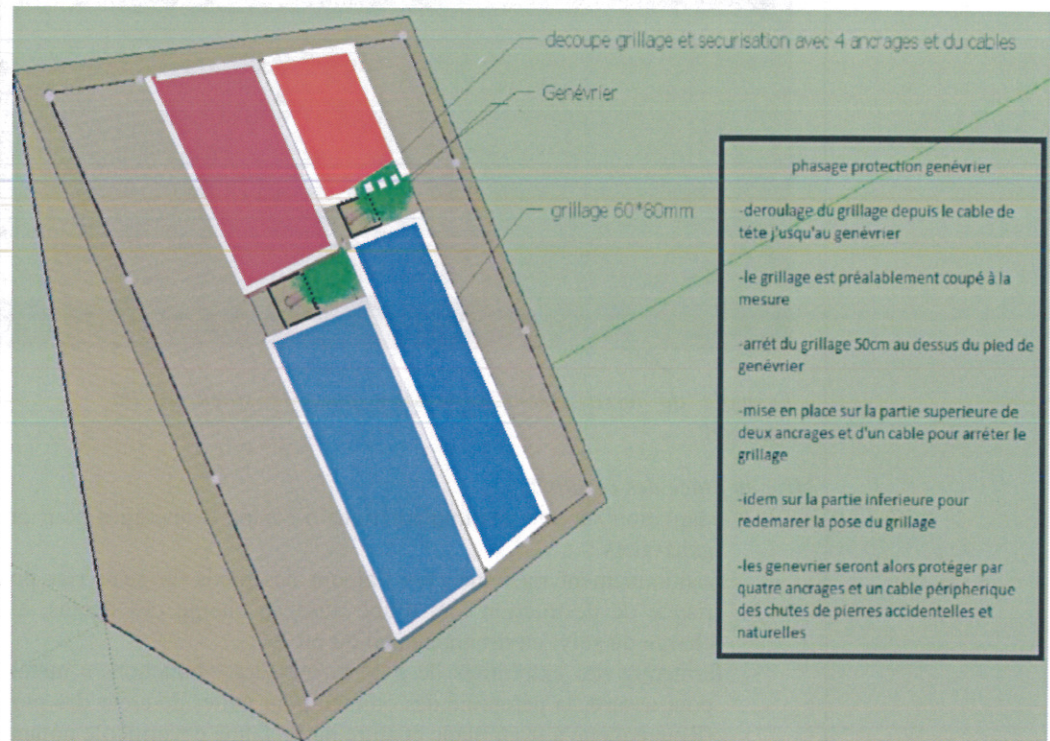 decoupe grillage et securisation avec 4 ancrages et du cables
Genévrier
grillage 60*80mm
phasage protection genévrier
-deroulage du grillage depuis le cable de
téte j'usqu'au genévrier
-le grillage est préalablement coupé à la
mesure
-arrét du grillage 50cm au dessus du pied de
genévrier
-mise en place sur la partie superieure de
deux ancrages et d'un cable pour arréter le
grillage
-idem sur la partie inferieure pour
redemarer la pose du grillage
-les genevrier seront alors protéger par
quatre ancrages et un cable péripherique
des chutes de pierres accidentelles et
naturelles